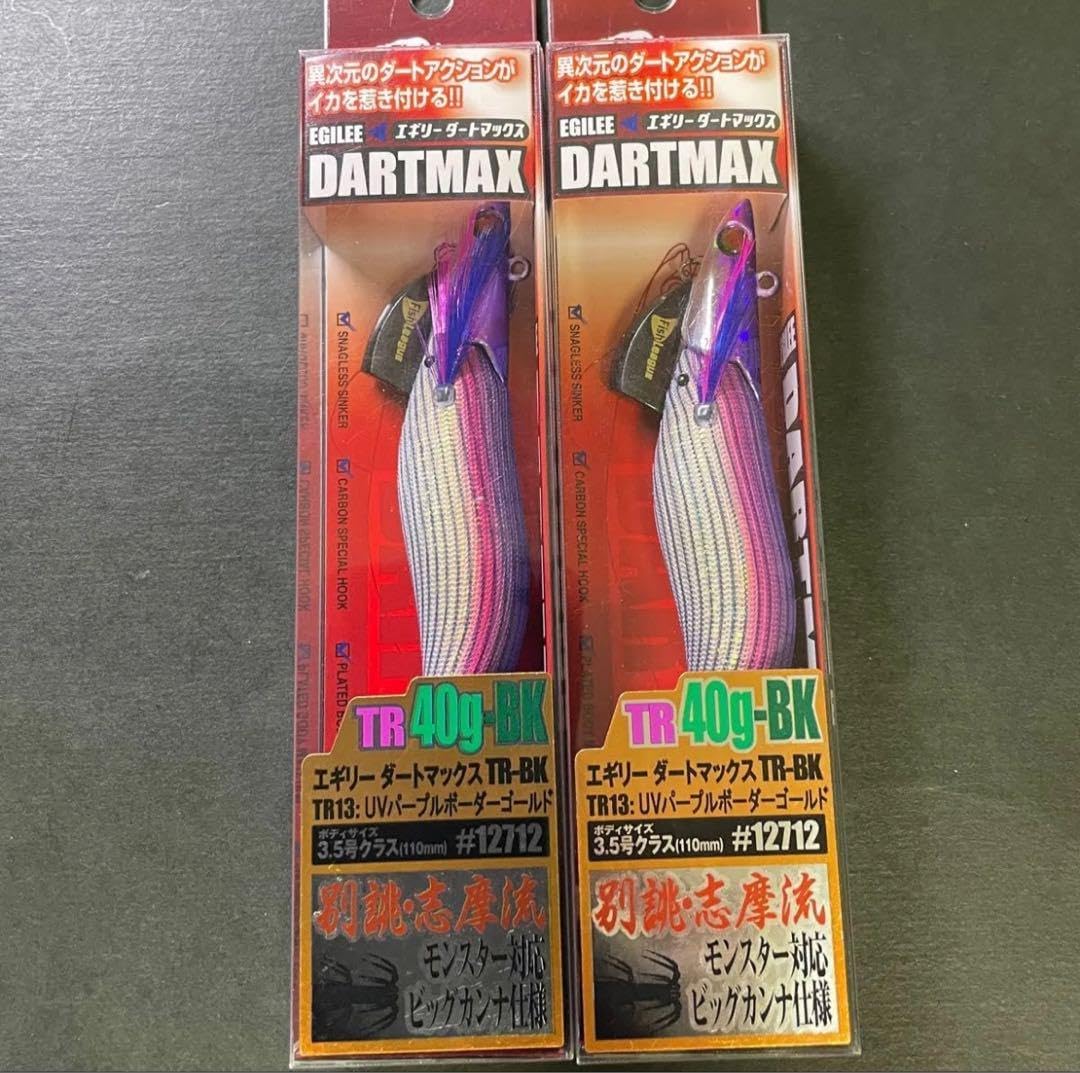 異次元のダートアクションが
イカを惹き付ける!!
EGILEE エギリーダートマックス
DARTMAX
Fish League
SNAGLESS SINKER
CARBON SPECIAL HOOK
PLATED
TR 40g-BK
エギリー ダートマックス TR-BK
TR13: UVパープルボーダーゴールド
ボディサイズ
3.5号クラス(110mm) #12712
別誂・志摩流
モンスター対応
ビッグカンナ仕様
異次元のダートアクションが
イカを惹き付ける!!
EGILEE エギリーダートマックス
DARTMAX
Fish League
SNAGLESS SINKER
CARBON SPECIAL HOOK
TR 40g-BK
エギリー ダートマックス TR-BK
TR13: UVパープルボーダーゴールド
ボディサイズ
3.5号クラス(110mm) #12712
別誂・志摩流
モンスター対応
ビッグカンナ仕様